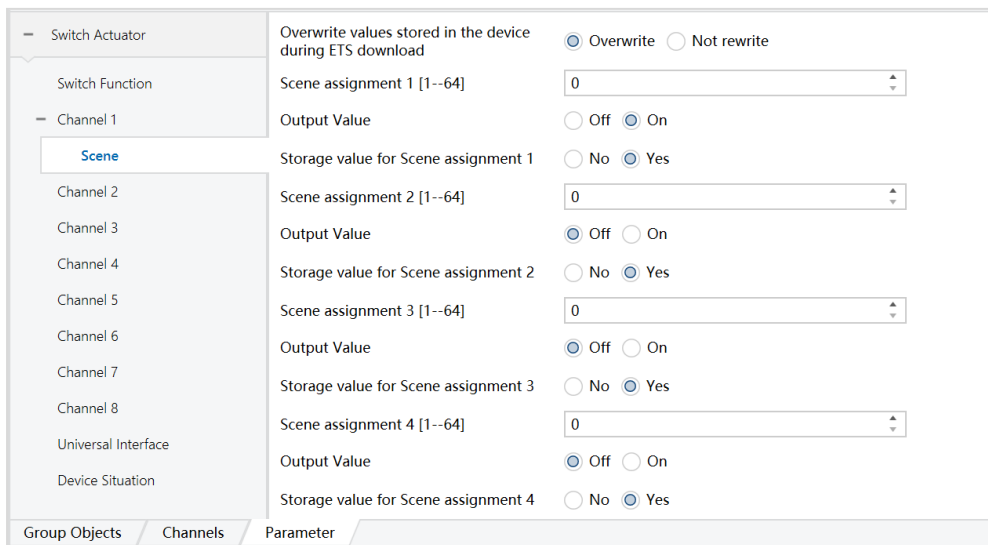 Switch Actuator
Switch Function
Channel 1
Scene
Channel 2
Channel 3
Channel 4
Channel 5
Channel 6
Channel 7
Channel 8
Universal Interface
Device Situation
Overwrite values stored in the device
during ETS download
Overwrite Not rewrite
Scene assignment 1 [1--64]
0
Output Value
Off On
Storage value for Scene assignment 1
No Yes
Scene assignment 2 [1--64]
0
Output Value
Off On
Storage value for Scene assignment 2
No Yes
Scene assignment 3 [1--64]
0
Output Value
Off On
Storage value for Scene assignment 3
No Yes
Scene assignment 4 [1--64]
0
Output Value
Off On
Storage value for Scene assignment 4
No Yes
Group Objects Channels Parameter